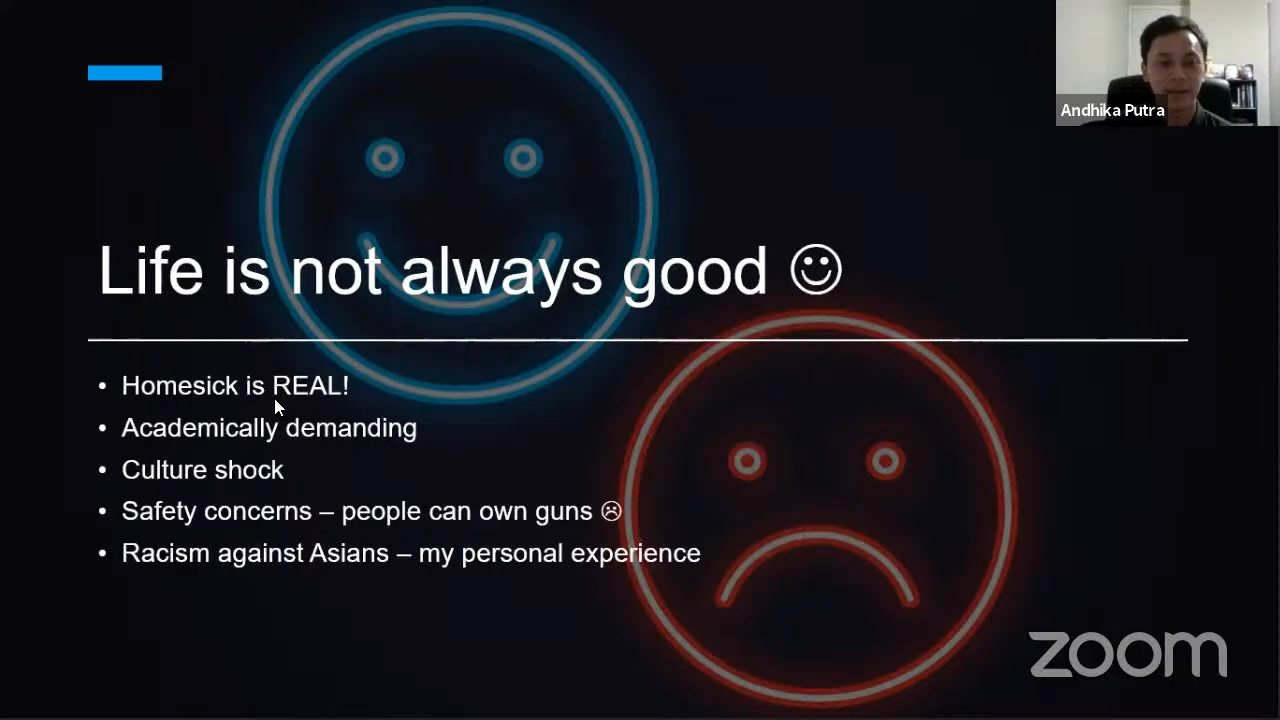 Andhika Putra
Life is not always good ☺
• Homesick is REAL!
• Academically demanding
• Culture shock
• Safety concerns – people can own guns ☹
• Racism against Asians – my personal experience
zoom